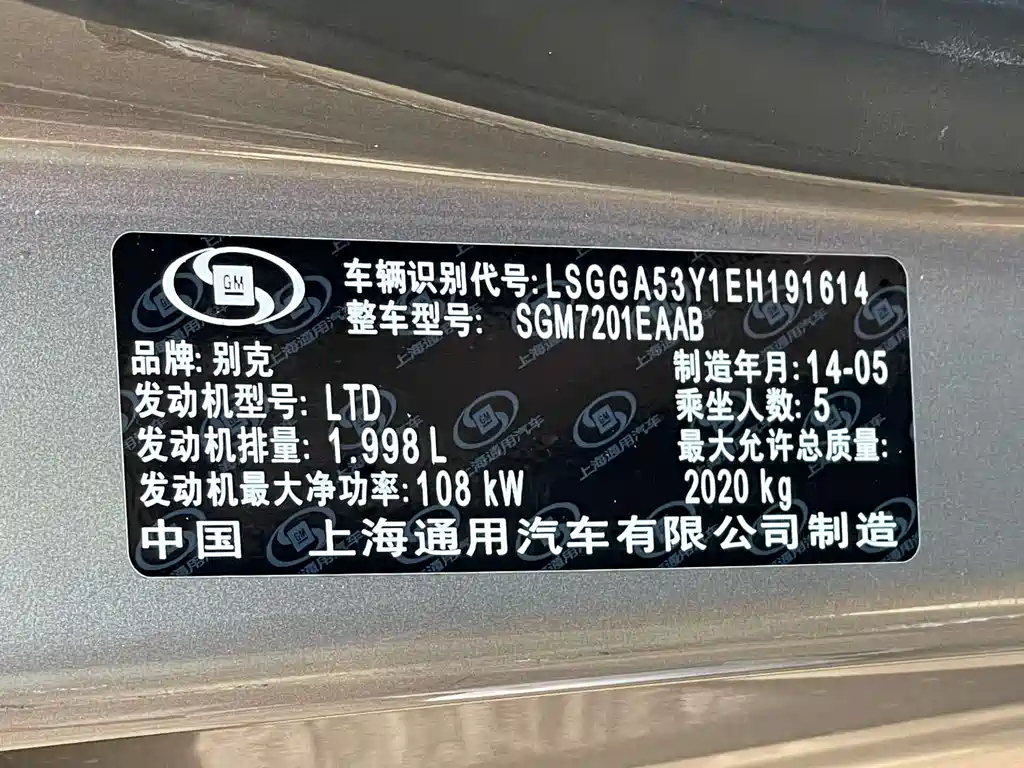 GM
车辆识别代号:LSGGA53Y1EH191614
整车型号: SGM7201EAAB
品牌: 别克
制造年月: 14-05
发动机型号: LTD
乘坐人数: 5
发动机排量: 1.998L
最大允许总质量:
2020 kg
发动机最大净功率:108 kW
中国 上海通用汽车有限公司制造